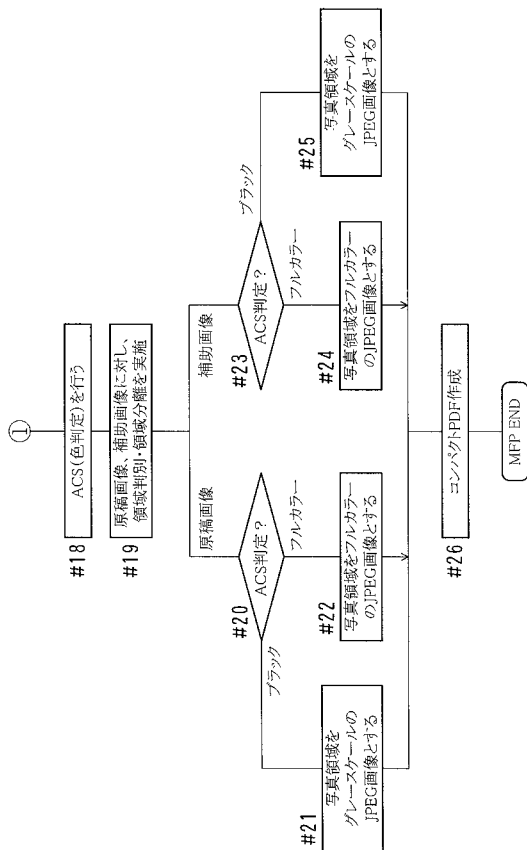 ①
#18
ACS(色判定)を行う
#19
原稿画像、補助画像に対し、
領域判別・領域分離を実施
原稿画像
補助画像
#20
ACS判定?
ブラック
フルカラー
#23
ACS判定?
フルカラー
ブラック
#21
写真領域を
グレースケールの
JPEG画像とする
#22
写真領域をフルカラー
のJPEG画像とする
#24
写真領域をフルカラー
のJPEG画像とする
#25
写真領域を
グレースケールの
JPEG画像とする
#26
コンパクトPDF作成
MFP END